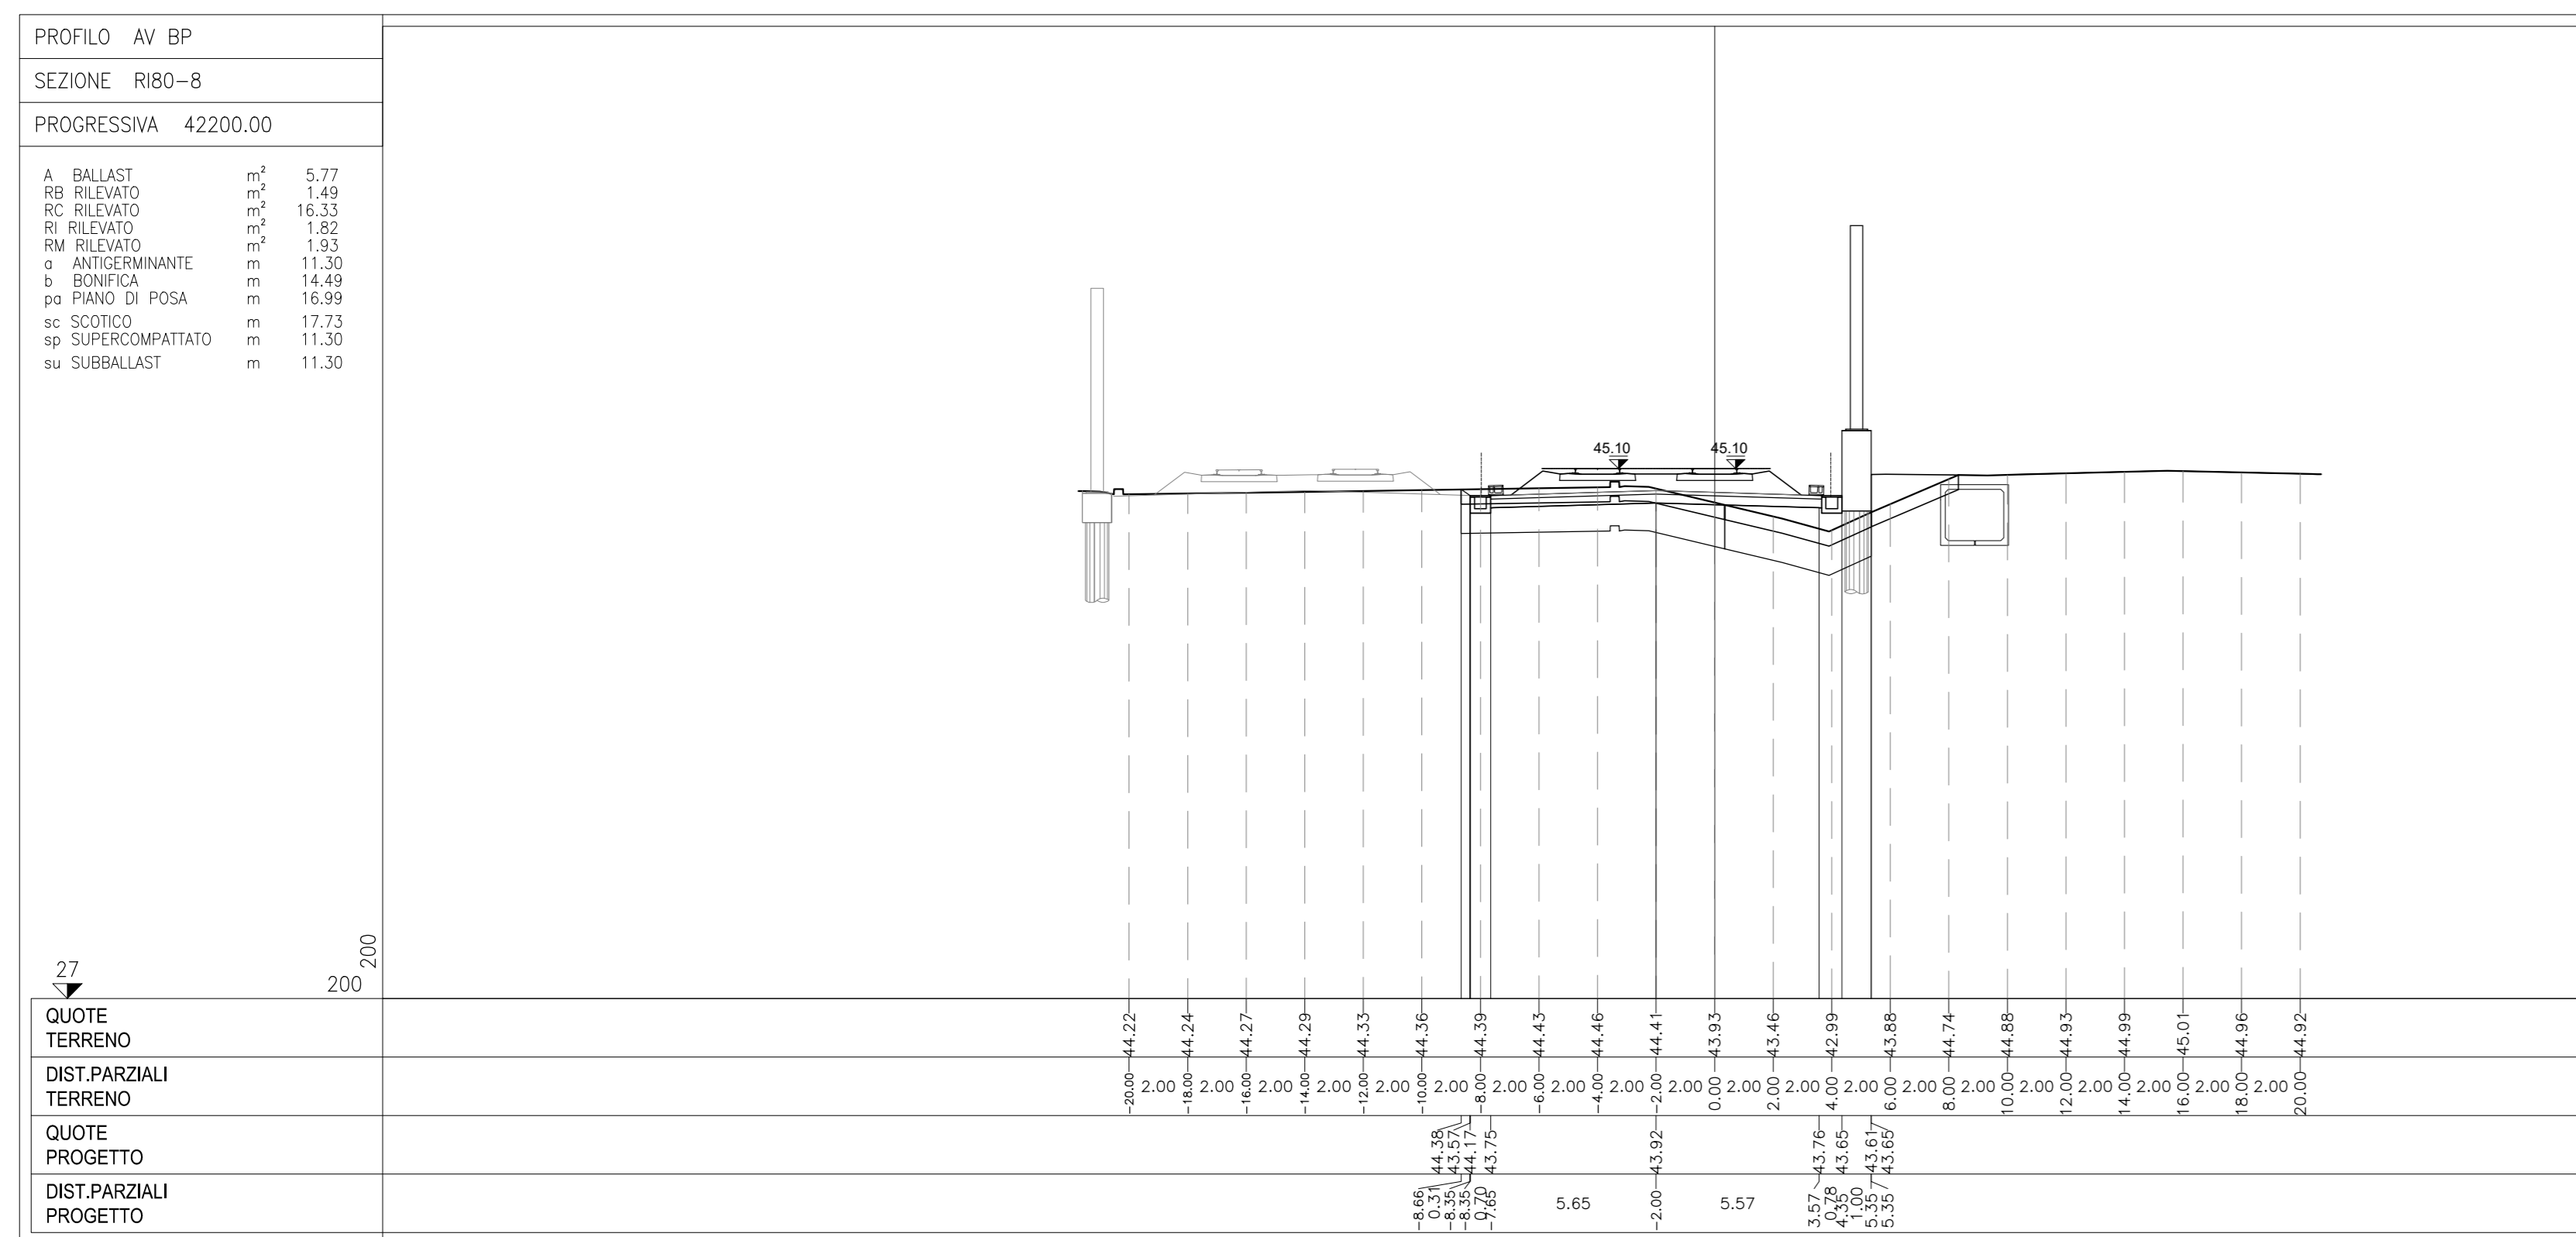 PROFILO AV BP
SEZIONE RI80-8
PROGRESSIVA 42200.00
A BALLAST m² 5.77
RB RILEVATO m² 1.49
RC RILEVATO m² 16.33
RI RILEVATO m² 1.82
RM RILEVATO m² 1.93
a ANTIGERMINANTE m 11.30
b BONIFICA m 14.49
pa PIANO DI POSA m 16.99
sc SCOTICO m 17.73
sp SUPERCOMPATTATO m 11.30
su SUBBALLAST m 11.30
45.10 45.10
200
27 200
QUOTE
TERRENO
44.22 44.24 44.27 44.29 44.33 44.36 44.39 44.43 44.46 44.41 43.93 43.46 42.99 43.88 44.74 44.88 44.93 44.99 45.01 44.96 44.92
DIST.PARZIALI
TERRENO
-20.00 2.00 -18.00 2.00 -16.00 2.00 -14.00 2.00 -12.00 2.00 -10.00 2.00 -8.00 2.00 -6.00 2.00 -4.00 2.00 -2.00 2.00 0.00 2.00 2.00 2.00 4.00 2.00 6.00 2.00 8.00 2.00 10.00 2.00 12.00 2.00 14.00 2.00 16.00 2.00 18.00 2.00 20.00
QUOTE
PROGETTO
44.38 43.57 44.17 43.75 43.92 43.76 43.65 43.61 43.65
DIST.PARZIALI
PROGETTO
-8.66 0.31 -8.35 -8.35 0.70 -7.65 5.65 -2.00 5.57 3.57 0.78 4.35 1.00 5.35 5.35